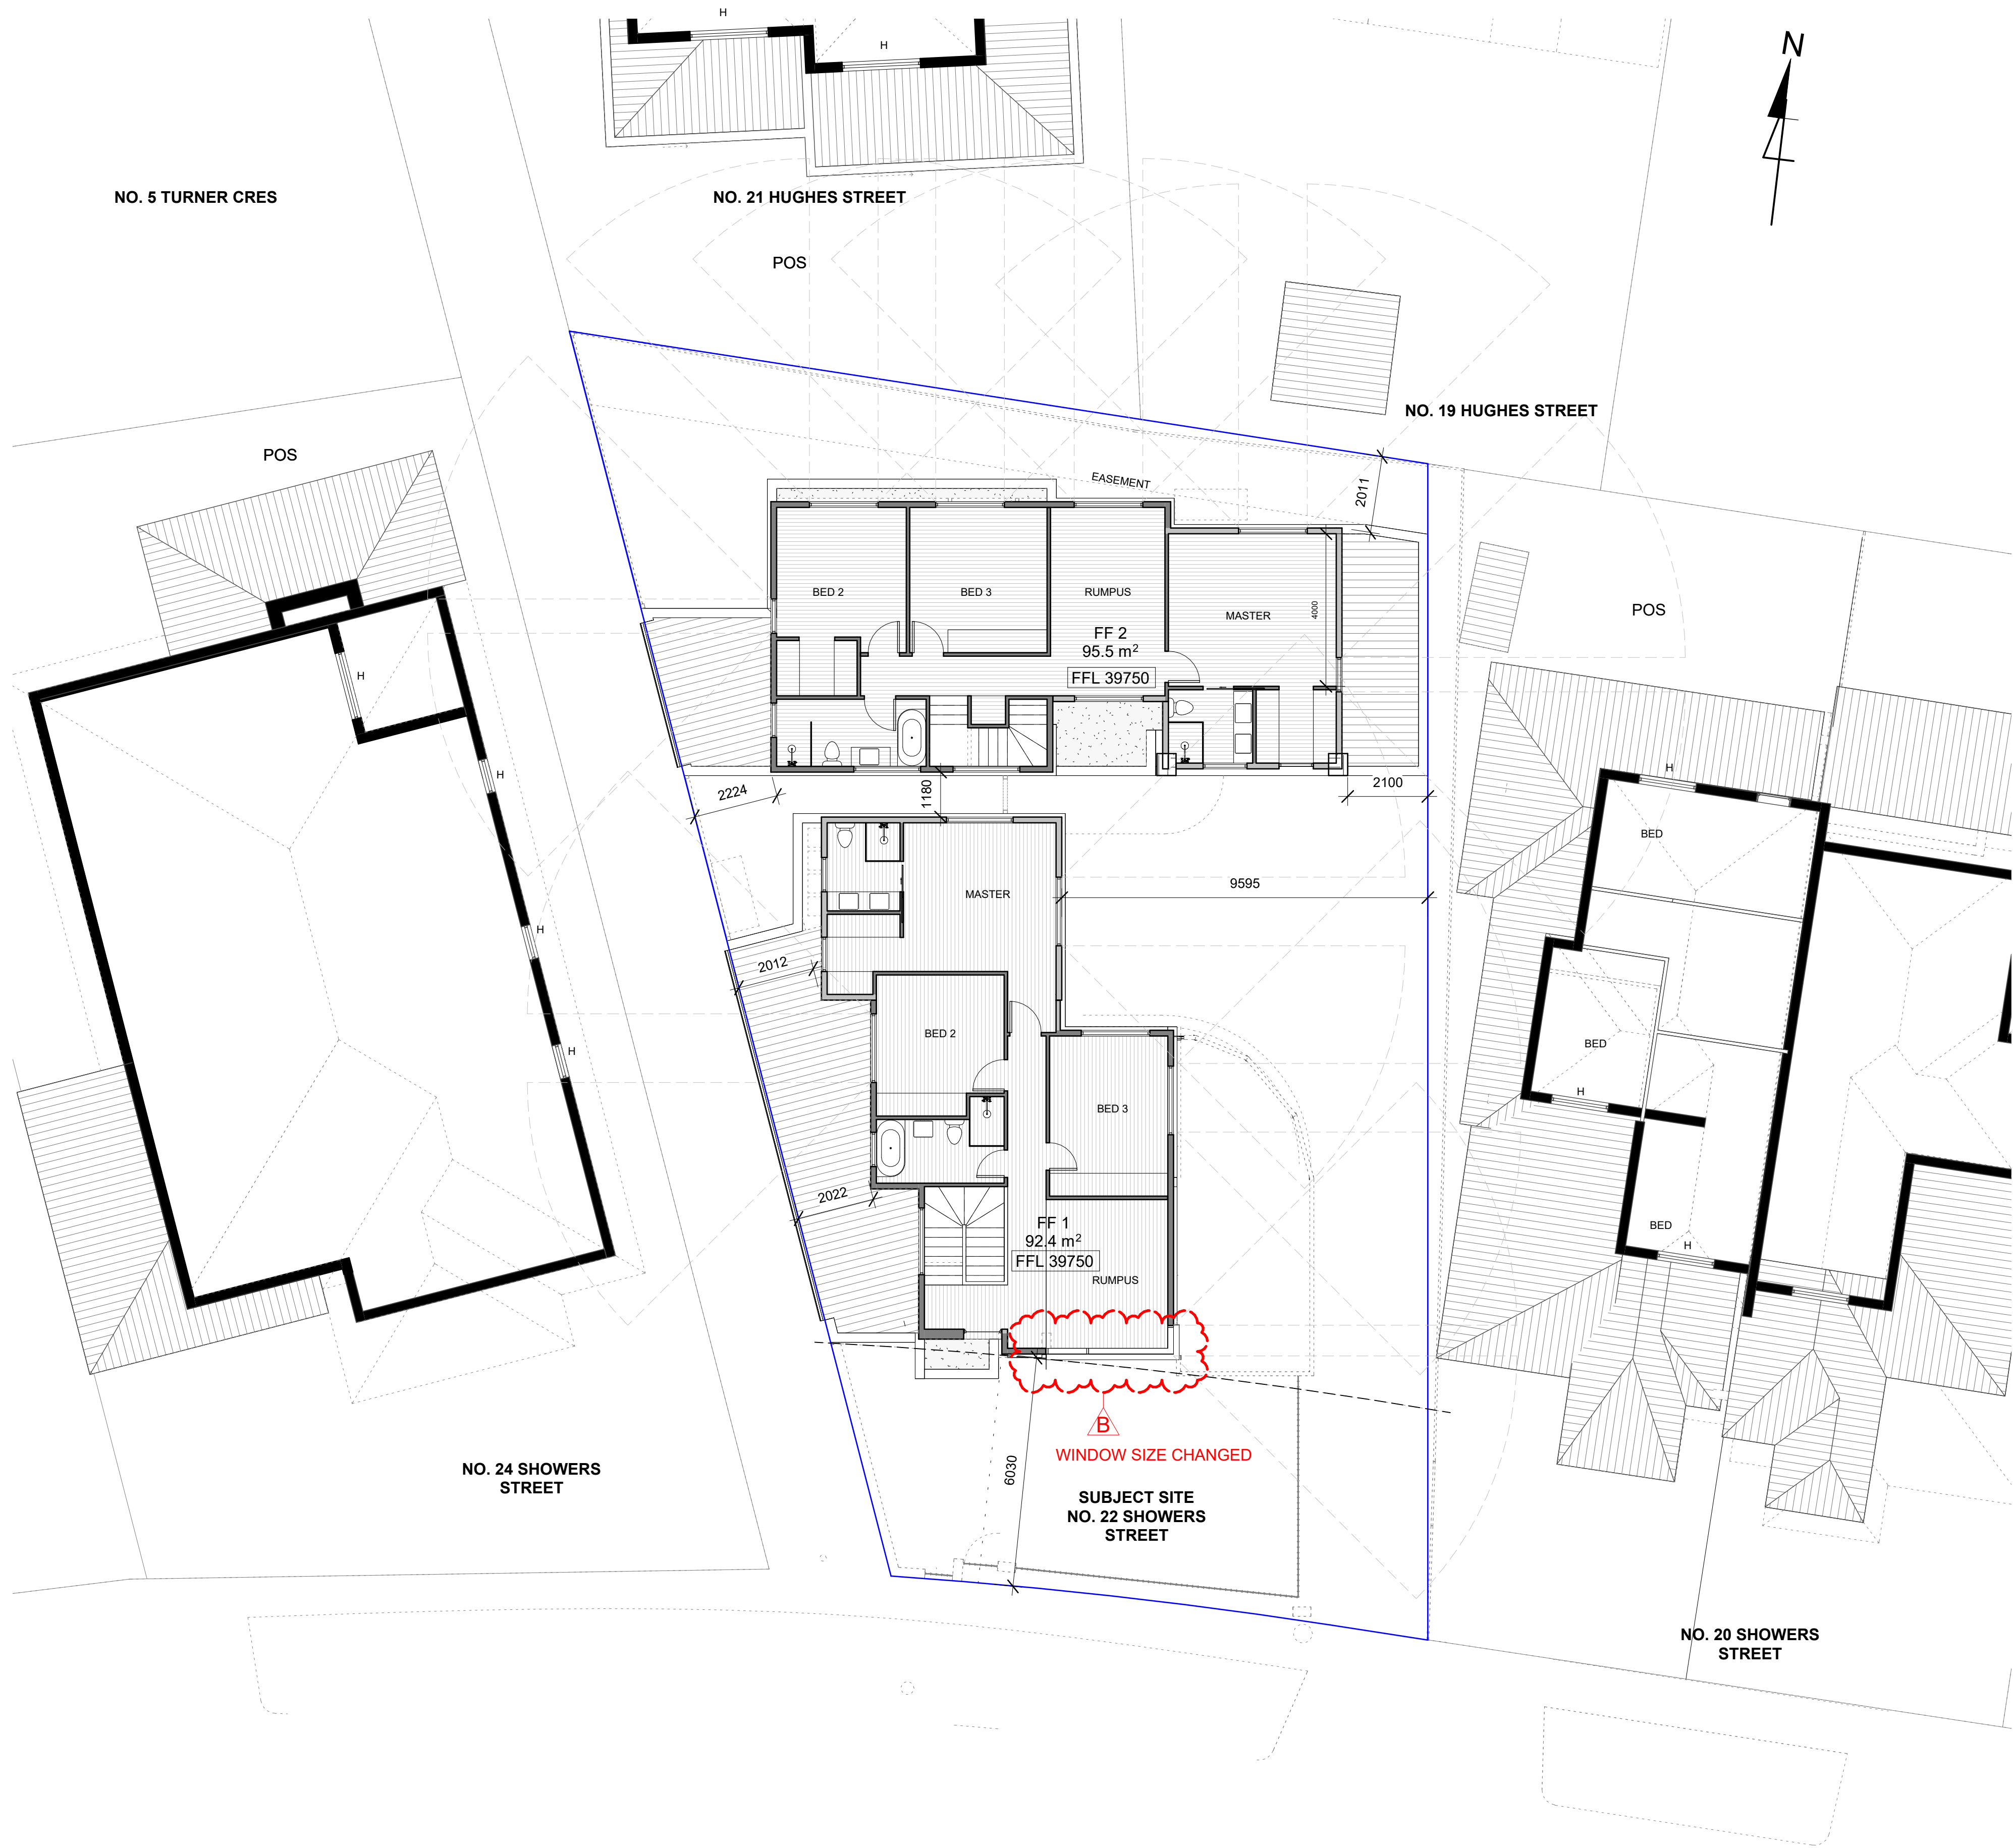 H
H
N
NO. 5 TURNER CRES
NO. 21 HUGHES STREET
POS
NO. 19 HUGHES STREET
POS
EASEMENT
2011
BED 2
BED 3
RUMPUS
MASTER
4000
POS
FF 2
95.5 m²
FFL 39750
H
H
2224
1180
2100
H
BED
MASTER
9595
H
2012
BED 2
BED
H
H
BED 3
2022
FF 1
92.4 m²
FFL 39750
RUMPUS
BED
H
B
WINDOW SIZE CHANGED
6030
NO. 24 SHOWERS
STREET
SUBJECT SITE
NO. 22 SHOWERS
STREET
NO. 20 SHOWERS
STREET